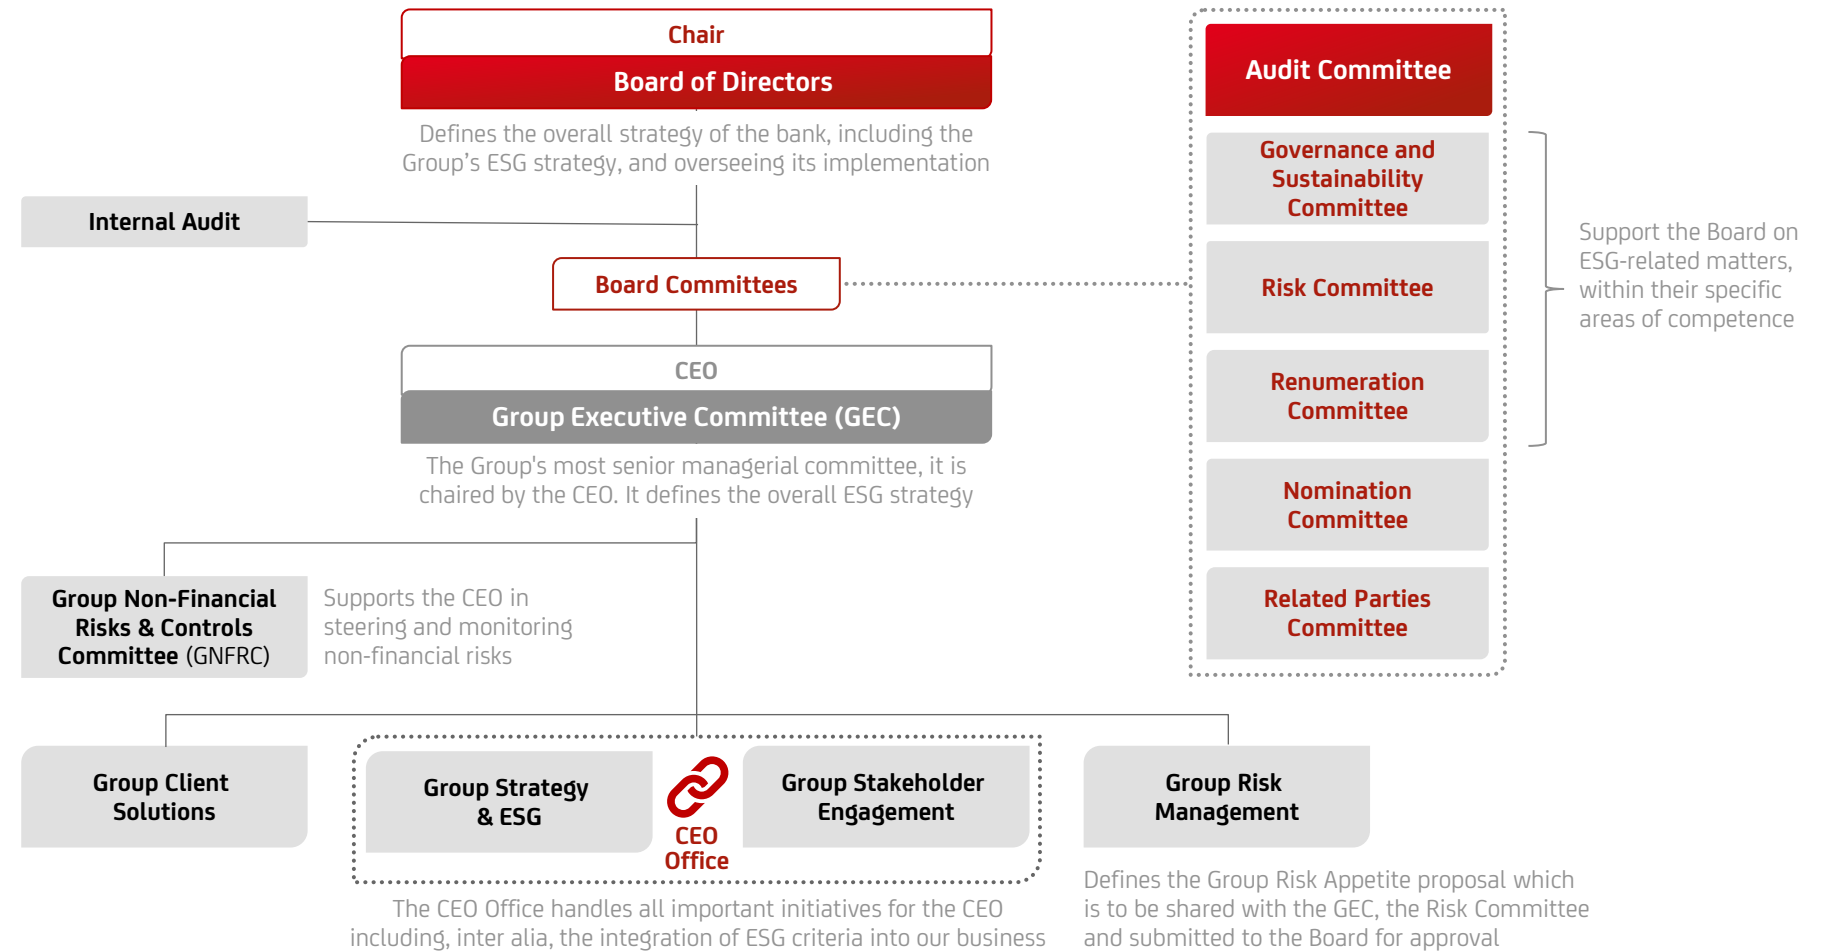 Chair
Board of Directors
Defines the overall strategy of the bank, including the
Group’s ESG strategy, and overseeing its implementation
Internal Audit
Board Committees
CEO
Group Executive Committee (GEC)
The Group's most senior managerial committee, it is
chaired by the CEO. It defines the overall ESG strategy
Audit Committee
Governance and
Sustainability
Committee
Risk Committee
Renumeration
Committee
Nomination
Committee
Related Parties
Committee
Support the Board on
ESG-related matters,
within their specific
areas of competence
Group Non-Financial
Risks & Controls
Committee (GNFRC)
Supports the CEO in
steering and monitoring
non-financial risks
Group Client
Solutions
Group Strategy
& ESG
CEO
Office
Group Stakeholder
Engagement
Group Risk
Management
The CEO Office handles all important initiatives for the CEO
including, inter alia, the integration of ESG criteria into our business
Defines the Group Risk Appetite proposal which
is to be shared with the GEC, the Risk Committee
and submitted to the Board for approval